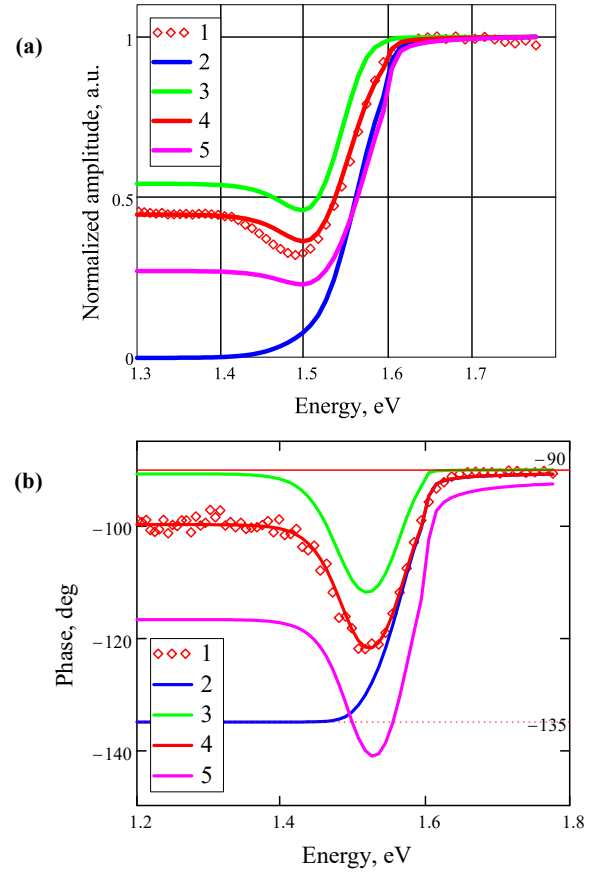 (a)
Normalized amplitude, a.u.
1
0.5
0
1
2
3
4
5
1.3 1.4 1.5 1.6 1.7
Energy, eV
(b)
Phase, deg
−90
−100
−120
−135
−140
1
2
3
4
5
1.2 1.4 1.6 1.8
Energy, eV